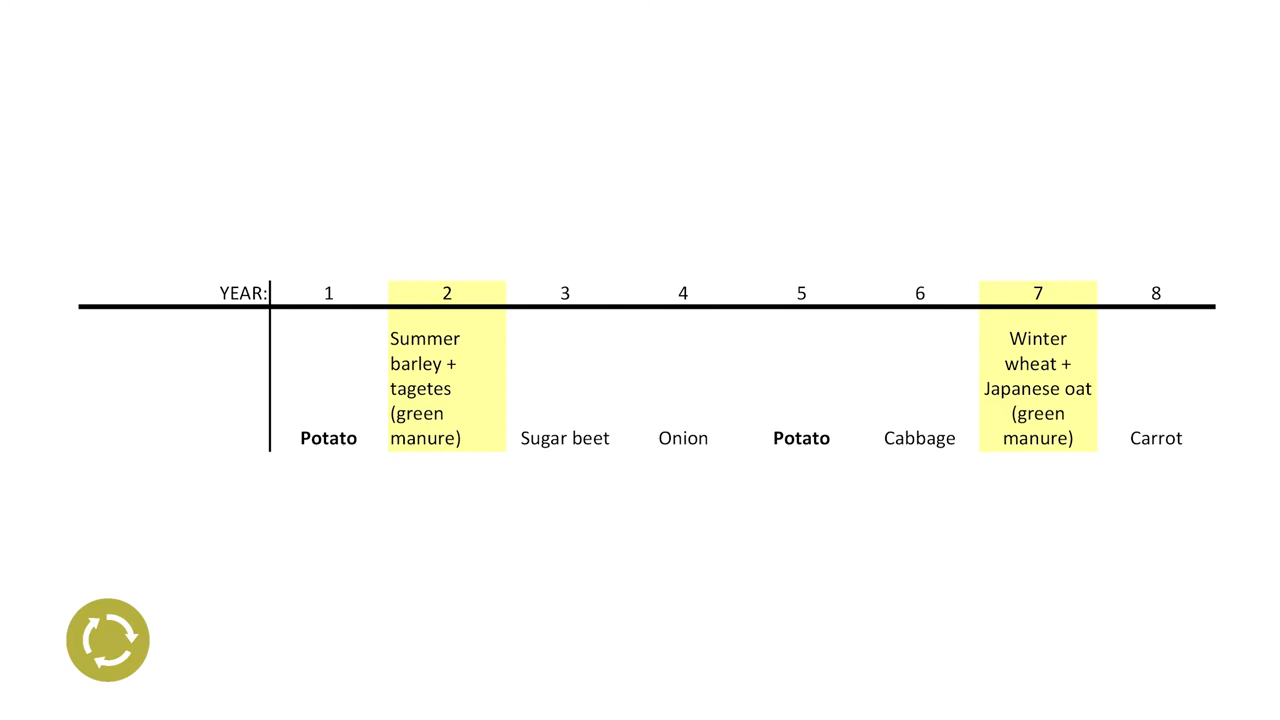 YEAR: 1 2 3 4 5 6 7 8
Summer
barley +
tagetes
(green
manure)
Winter
wheat +
Japanese oat
(green
manure)
Potato
Sugar beet
Onion
Potato
Cabbage
Carrot